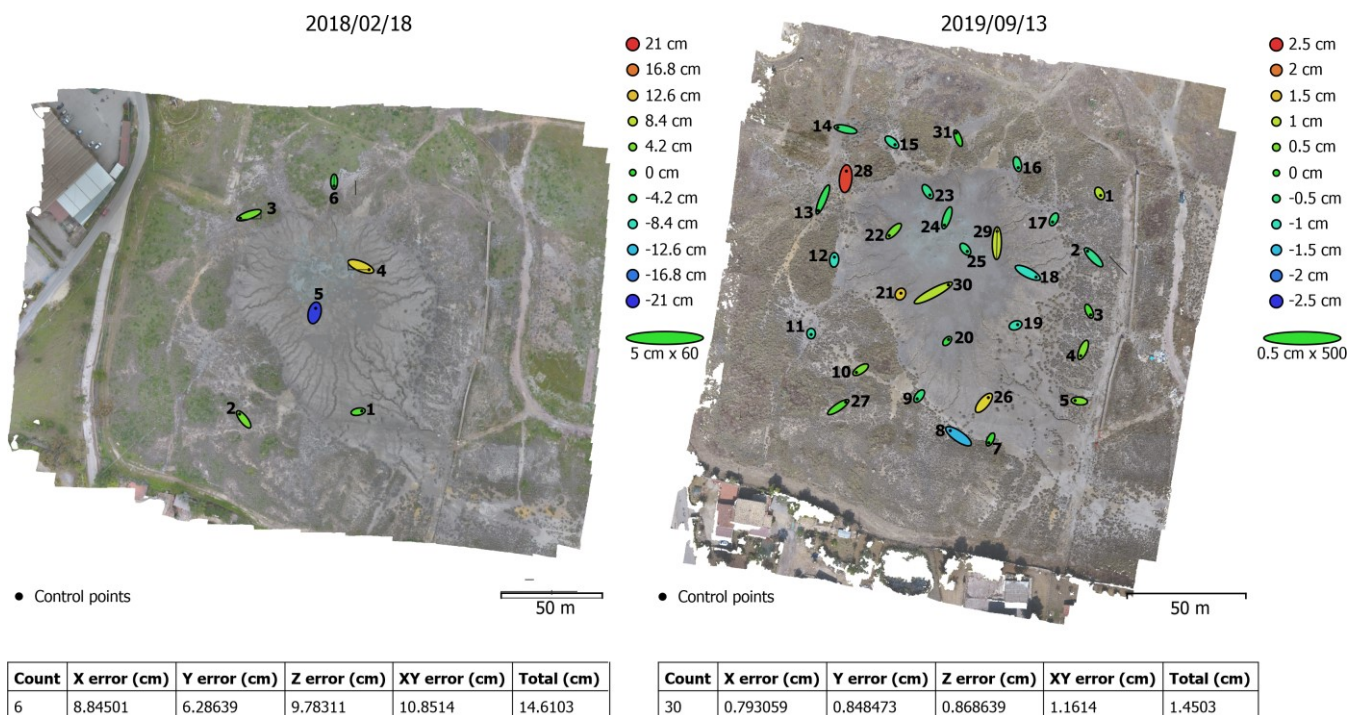 2018/02/18
21 cm
16.8 cm
12.6 cm
8.4 cm
4.2 cm
0 cm
-4.2 cm
-8.4 cm
-12.6 cm
-16.8 cm
-21 cm
5 cm x 60
6
3
4
5
2
1
Control points
50 m
Count X error (cm) Y error (cm) Z error (cm) XY error (cm) Total (cm)
6 8.84501 6.28639 9.78311 10.8514 14.6103
2019/09/13
2.5 cm
2 cm
1.5 cm
1 cm
0.5 cm
0 cm
-0.5 cm
-1 cm
-1.5 cm
-2 cm
-2.5 cm
0.5 cm x 500
14
15
31
16
28
23
1
13
24
17
22
29
2
25
12
18
30
21
3
19
11
20
4
10
9
26
5
27
8
7
Control points
50 m
Count X error (cm) Y error (cm) Z error (cm) XY error (cm) Total (cm)
30 0.793059 0.848473 0.868639 1.1614 1.4503